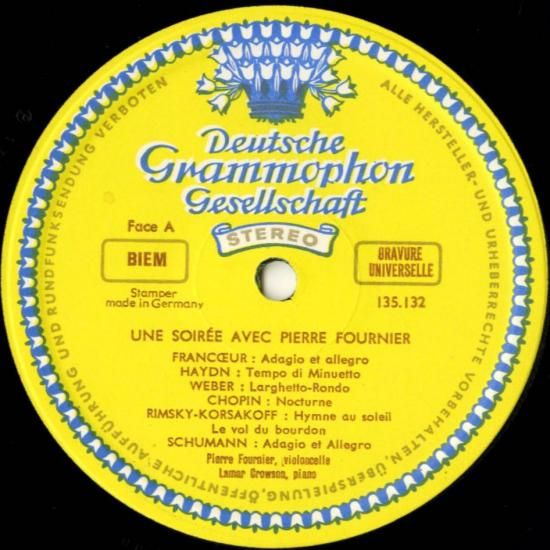 ALLE HERSTELLER- UND URHEBERRECHTE VORBEHALTEN, ÜBERSPIELUNG, ÖFFENTLICHE AUFFÜHRUNG UND RUNDFUNKSENDUNG VERBOTEN
Deutsche
Grammophon
Gesellschaft
STEREO
Face A
BIEM
Stamper
made in Germany
GRAVURE
UNIVERSELLE
135.132
UNE SOIRÉE AVEC PIERRE FOURNIER
FRANCŒUR : Adagio et allegro
HAYDN : Tempo di Minuetto
WEBER : Larghetto-Rondo
CHOPIN : Nocturne
RIMSKY-KORSAKOFF : Hymne au soleil
Le vol du bourdon
SCHUMANN : Adagio et Allegro
Pierre Fournier, violoncelle
Lamar Crowson, piano